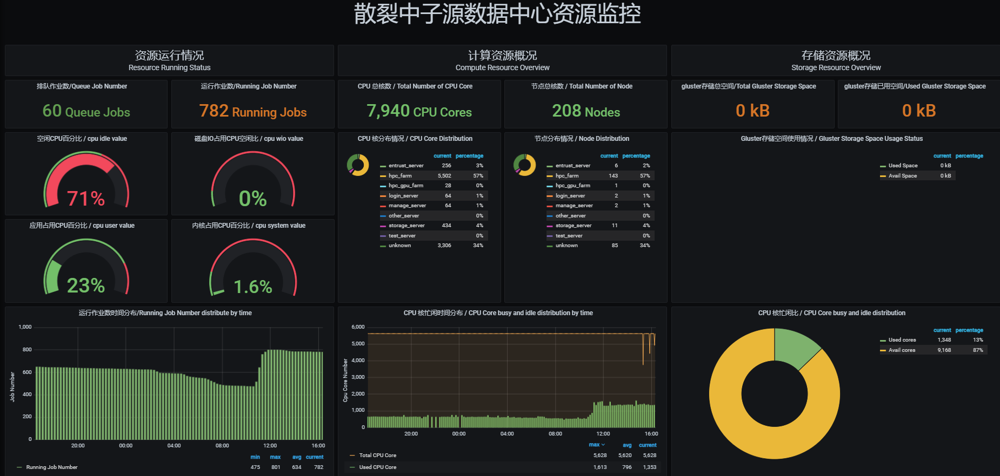 散裂中子源数据中心资源监控
资源运行情况
Resource Running Status
计算资源概况
Compute Resource Overview
存储资源概况
Storage Resource Overview
排队作业数/Queue Job Number
60 Queue Jobs
运行作业数/Running Job Number
782 Running Jobs
CPU 总核数 / Total Number of CPU Core
7,940 CPU Cores
节点总核数 / Total Number of Node
208 Nodes
gluster存储总空间/Total Gluster Storage Space
0 kB
gluster存储已用空间/Used Gluster Storage Space
0 kB
空闲CPU百分比 / cpu idle value
71%
磁盘IO占用CPU空闲比 / cpu wio value
0%
应用占用CPU百分比 / cpu user value
23%
内核占用CPU百分比 / cpu system value
1.6%
CPU 核分布情况 / CPU Core Distribution
current percentage
entrust_server 256 3%
hpc_farm 5,502 57%
hpc_gpu_farm 28 0%
login_server 64 1%
manage_server 64 1%
other_server 0%
storage_server 434 4%
test_server 0%
unknown 3,306 34%
节点分布情况 / Node Distribution
current percentage
entrust_server 6 2%
hpc_farm 143 57%
hpc_gpu_farm 1 0%
login_server 2 1%
manage_server 2 1%
other_server 0%
storage_server 11 4%
test_server 0%
unknown 85 34%
Gluster存储空间使用情况 / Gluster Storage Space Usage Status
current percentage
Used Space 0 kB
Avail Space 0 kB
运行作业数时间分布/Running Job Number distribute by time
Job Number
1,000
800
600
400
200
0
20:00 00:00 04:00 08:00 12:00 16:00
min max avg current
Running Job Number 475 801 634 782
CPU 核忙闲时间分布 / CPU Core busy and idle distribution by time
Cpu Core Number
6,000
5,000
4,000
3,000
2,000
1,000
0
20:00 00:00 04:00 08:00 12:00 16:00
max avg current
Total CPU Core 5,628 5,620 5,628
Used CPU Core 1,613 796 1,353
CPU 核忙闲比 / CPU Core busy and idle distribution
current percentage
Used cores 1,348 13%
Avail cores 9,168 87%